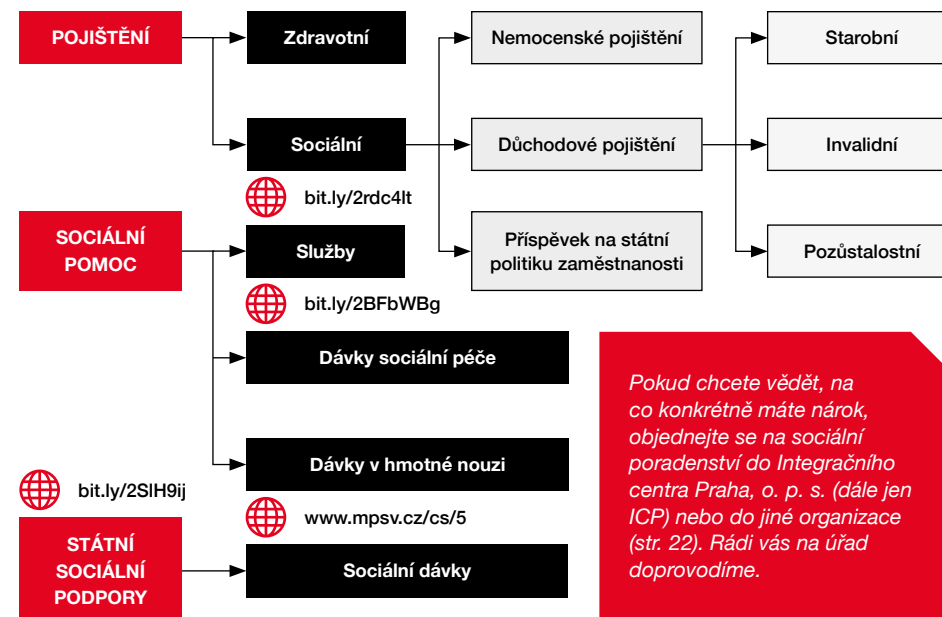 POJIŠTĚNÍ
Zdravotní
Nemocenské pojištění
Starobní
Sociální
Důchodové pojištění
Invalidní
bit.ly/2rdc4lt
SOCIÁLNÍ
POMOC
Služby
Příspěvek na státní
politiku zaměstnanosti
Pozůstalostní
bit.ly/2BFbWBg
Dávky sociální péče
Dávky v hmotné nouzi
bit.ly/2SlH9ij
www.mpsv.cz/cs/5
STÁTNÍ
SOCIÁLNÍ
PODPORY
Sociální dávky
Pokud chcete vědět, na
co konkrétně máte nárok,
objednejte se na sociální
poradenství do Integračního
centra Praha, o. p. s. (dále jen
ICP) nebo do jiné organizace
(str. 22). Rádi vás na úřad
doprovodíme.